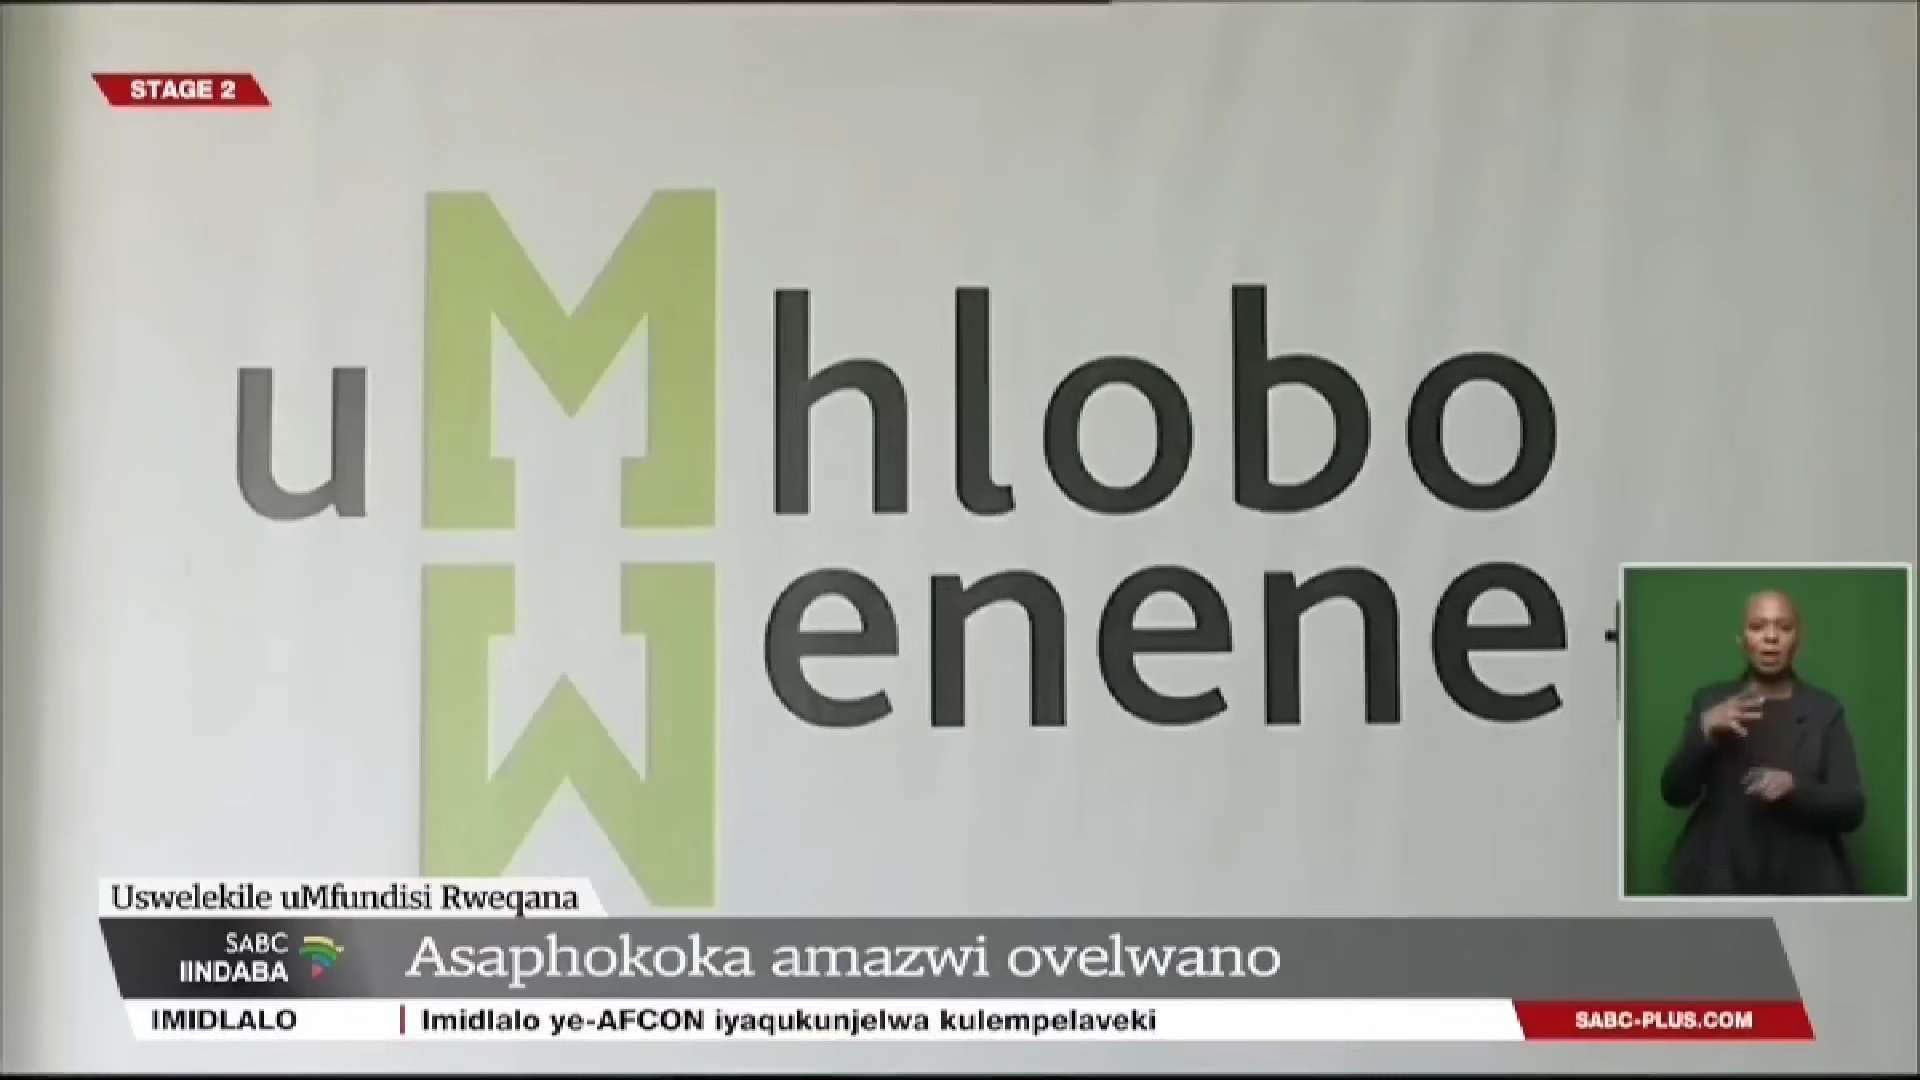 STAGE 2
uMhlobo
Wenene
Uswelekile uMfundisi Rweqana
SABC
IINDABA
Asaphokoka amazwi ovelwano
IMIDLALO
Imidlalo ye-AFCON iyaqukunjelwa kulempelaveki
SABC-PLUS.COM